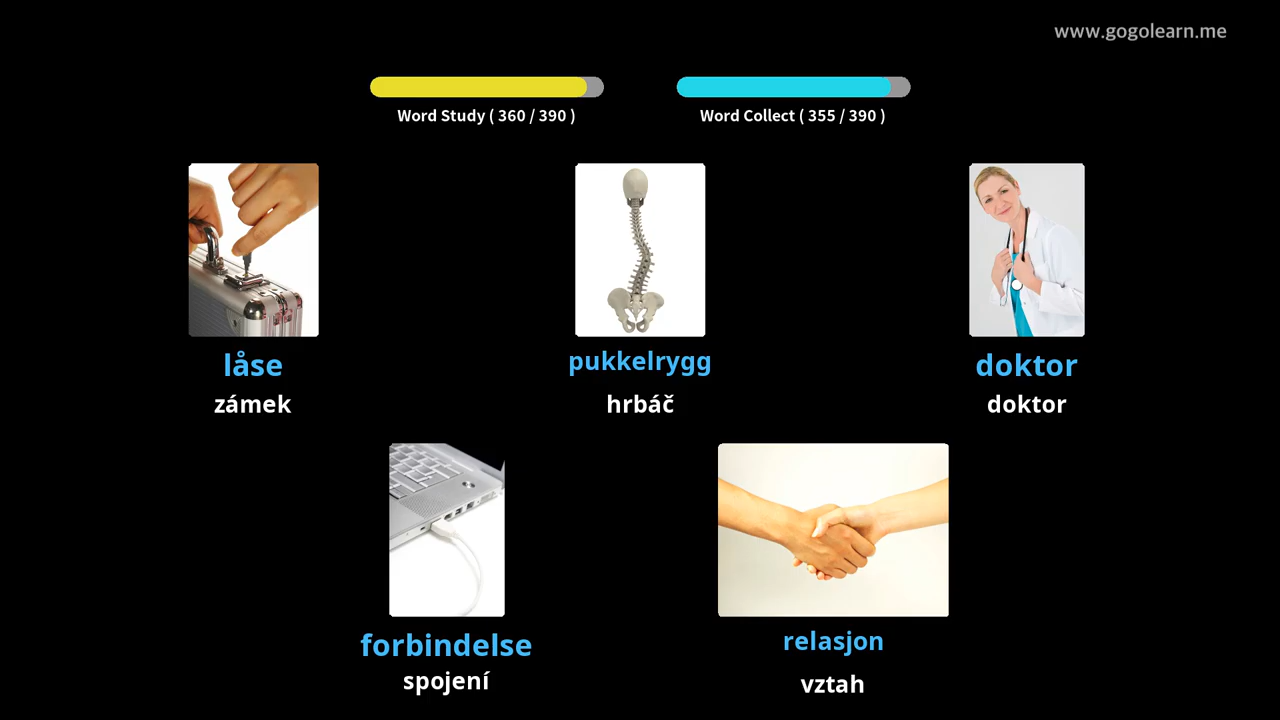 www.gogolearn.me
Word Study ( 360 / 390 )
Word Collect ( 355 / 390 )
låse
zámek
pukkelrygg
hrbáč
doktor
doktor
forbindelse
spojení
relasjon
vztah